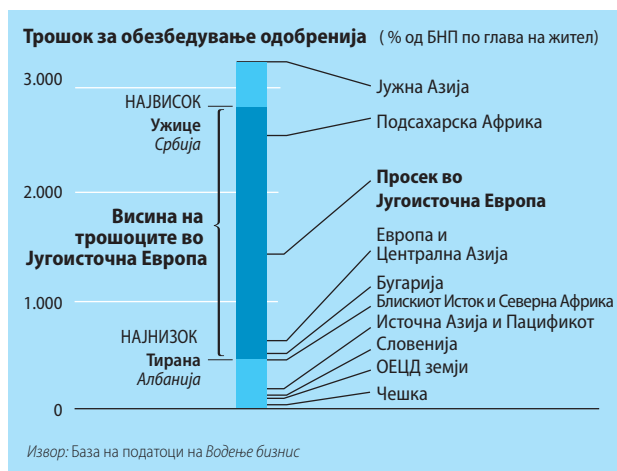 Трошок за обезбедување одобренија (% од БНП по глава на жител)
3.000
2.000
1.000
0
НАЈВИСОК
Ужице
Србија
Висина на
трошоците во
Југоисточна Европа
НАЈНИЗОК
Тирана
Албанија
Јужна Азија
Подсахарска Африка
Просек во
Југоисточна Европа
Европа и
Централна Азија
Бугарија
Блискиот Исток и Северна Африка
Источна Азија и Пацификот
Словенија
ОЕЦД земји
Чешка
Извор: База на податоци на Водење бизнис